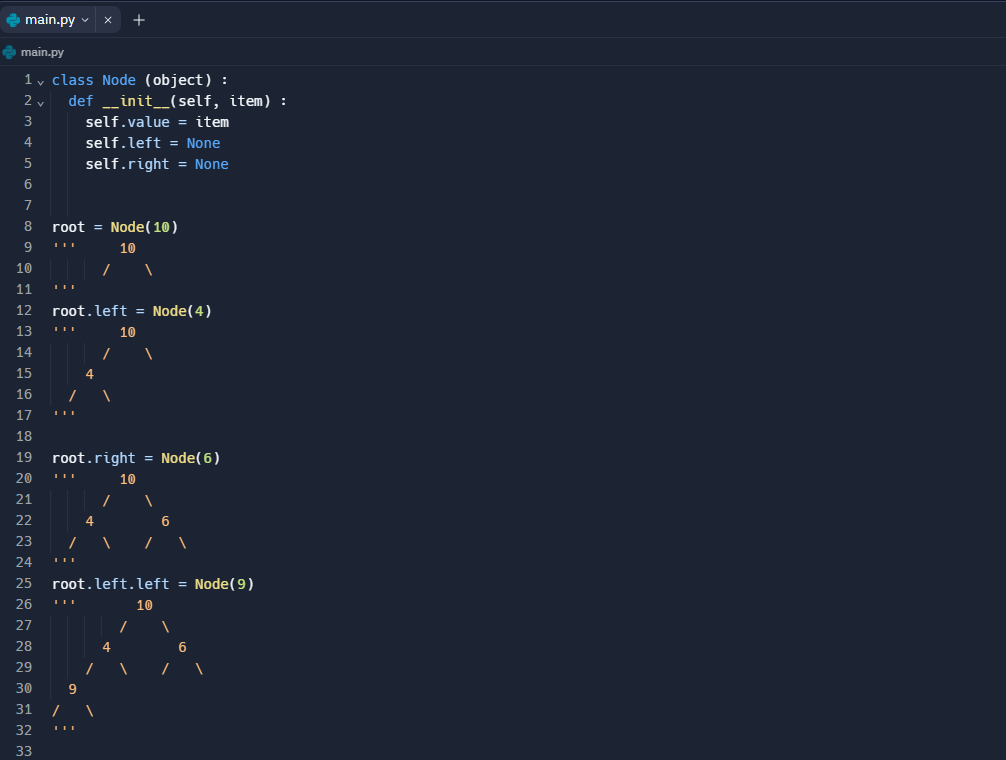 main.py
main.py
1 class Node (object) :
2   def __init__(self, item) :
3     self.value = item
4     self.left = None
5     self.right = None
6
7
8 root = Node(10)
9 '''     10
10       /    \
11 '''
12 root.left = Node(4)
13 '''     10
14       /    \
15     4
16   /   \
17 '''
18
19 root.right = Node(6)
20 '''     10
21       /    \
22     4        6
23   /   \    /   \
24 '''
25 root.left.left = Node(9)
26 '''       10
27         /    \
28       4        6
29     /   \    /   \
30   9
31 /   \
32 '''
33